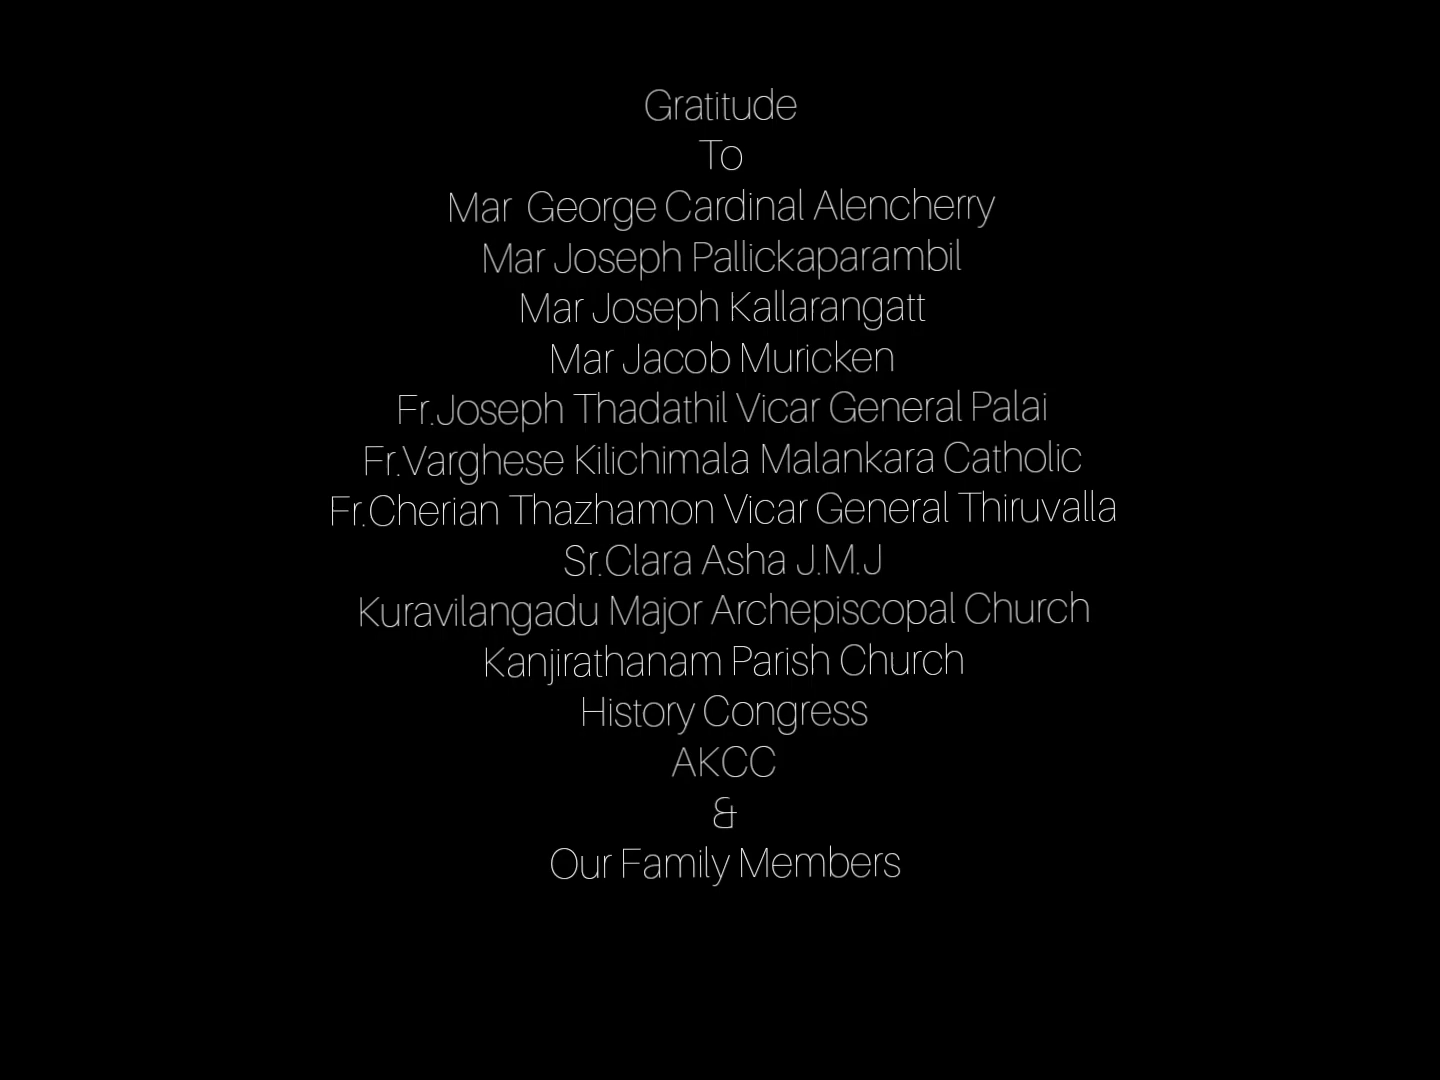 Gratitude
To
Mar George Cardinal Alencherry
Mar Joseph Pallickaparambil
Mar Joseph Kallarangatt
Mar Jacob Muricken
Fr.Joseph Thadathil Vicar General Palai
Fr.Varghese Kilichimala Malankara Catholic
Fr.Cherian Thazhamon Vicar General Thiruvalla
Sr.Clara Asha J.M.J
Kuravilangadu Major Archepiscopal Church
Kanjirathanam Parish Church
History Congress
AKCC
&
Our Family Members